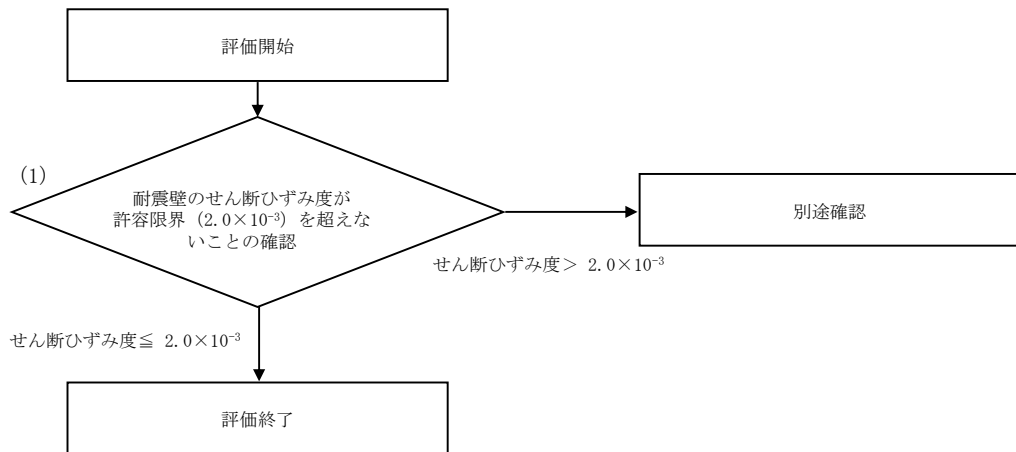 評価開始
(1)
耐震壁のせん断ひずみ度が
許容限界（2.0×10⁻³）を超えな
いことの確認
別途確認
せん断ひずみ度＞ 2.0×10⁻³
せん断ひずみ度≦ 2.0×10⁻³
評価終了